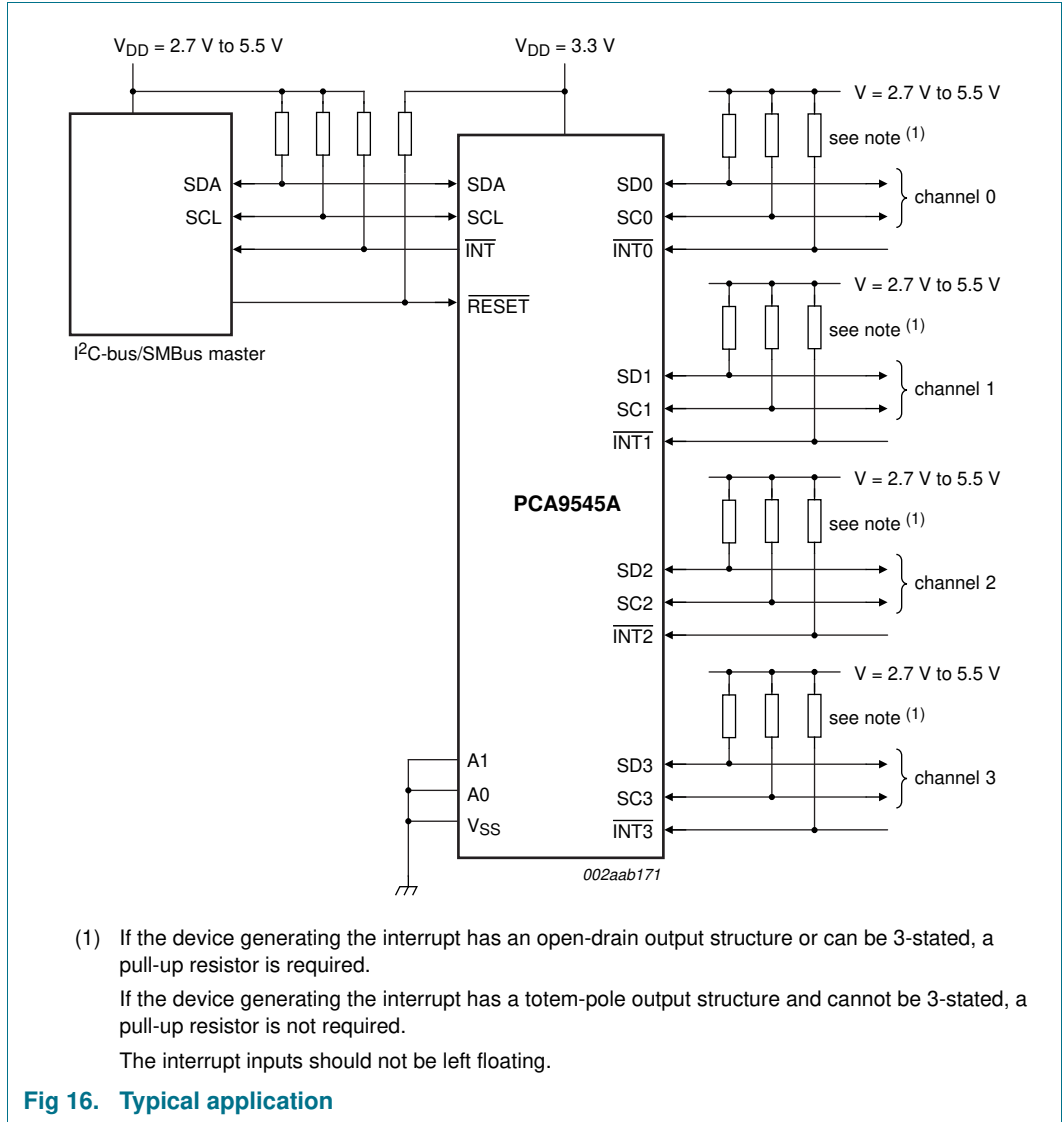 V_DD = 2.7 V to 5.5 V
V_DD = 3.3 V
V = 2.7 V to 5.5 V
see note (1)
SDA
SCL
SDA
SCL
INT
RESET
I2C-bus/SMBus master
SD0
SC0
INT0
channel 0
V = 2.7 V to 5.5 V
see note (1)
SD1
SC1
INT1
channel 1
PCA9545A
V = 2.7 V to 5.5 V
see note (1)
SD2
SC2
INT2
channel 2
V = 2.7 V to 5.5 V
see note (1)
SD3
SC3
INT3
channel 3
A1
A0
V_SS
002aab171
(1) If the device generating the interrupt has an open-drain output structure or can be 3-stated, a
pull-up resistor is required.
If the device generating the interrupt has a totem-pole output structure and cannot be 3-stated, a
pull-up resistor is not required.
The interrupt inputs should not be left floating.
Fig 16. Typical application